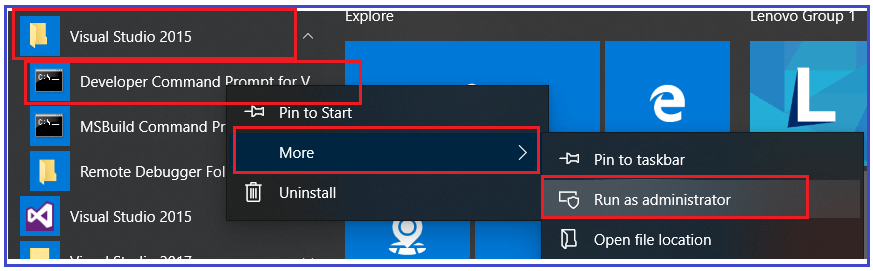 Explore
Lenovo Group 1
Visual Studio 2015
Developer Command Prompt for V
Pin to Start
MSBuild Command Pr
More
Pin to taskbar
Remote Debugger Fol
Uninstall
Run as administrator
Visual Studio 2015
Open file location